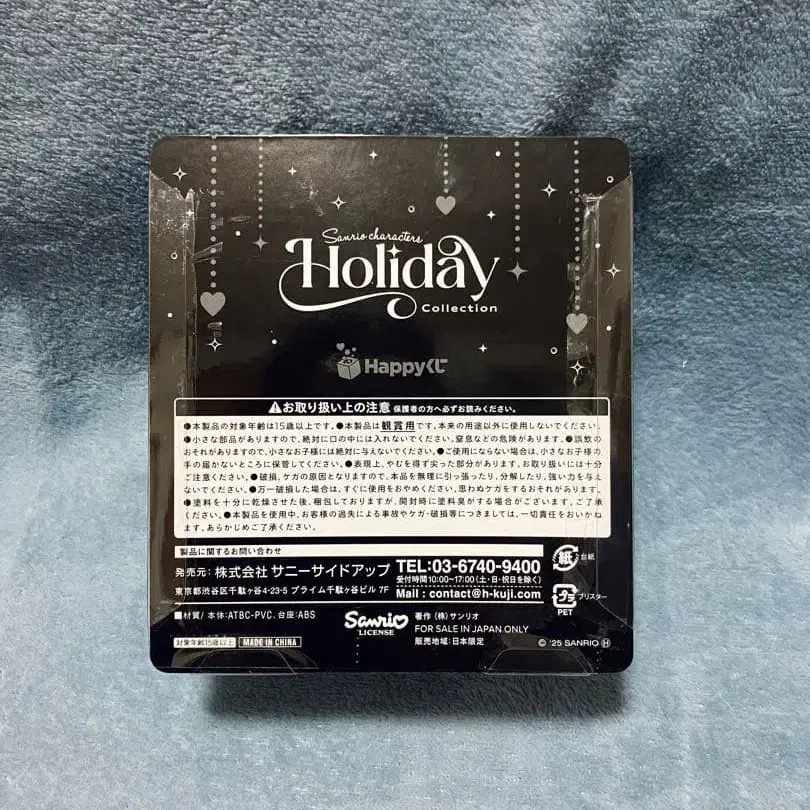 Sanrio characters
Holiday
Collection
Happyくじ
⚠お取り扱い上の注意 保護者の方へ必ずお読みください。
●本製品の対象年齢は15歳以上です。●本製品は観賞用です。本来の用途以外に使用しないでください。
●小さな部品がありますので、絶対に口の中には入れないでください。窒息などの危険があります。●誤飲の
おそれがありますので、小さなお子様には絶対に与えないでください。●ご使用にならない場合は、小さなお子様の
手の届かないところに保管してください。●表現上、やむを得ず尖った部分があります。お取り扱いには十分
ご注意ください。●破損、ケガの原因となりますので、本品を無理に引っ張ったり、分解したり、強い力を与え
ないでください。●万一破損した場合は、すぐに使用をおやめください。思わぬケガをするおそれがあります。
●塗料を十分に乾燥させた後、梱包しておりますが、開封時に塗料臭がする場合がございます。ご了承
ください。●本製品を使用中、お客様の過失による事故やケガ・破損等につきましては、一切責任をおいかね
ます。あらかじめご了承ください。
製品に関するお問い合わせ
発売元: 株式会社 サニーサイドアップ
東京都渋谷区千駄ヶ谷4-23-5 プライム千駄ヶ谷ビル 7F
TEL:03-6740-9400
受付時間10:00~17:00(土・日・祝日を除く)
Mail : contact@h-kuji.com
紙 台紙
プラ ブリスター
PET
■材質/ 本体:ATBC-PVC、台座:ABS
対象年齢15歳以上 MADE IN CHINA
Sanrio
LICENSE
著作 (株) サンリオ
FOR SALE IN JAPAN ONLY
販売地域:日本限定
© '25 SANRIO Ⓗ